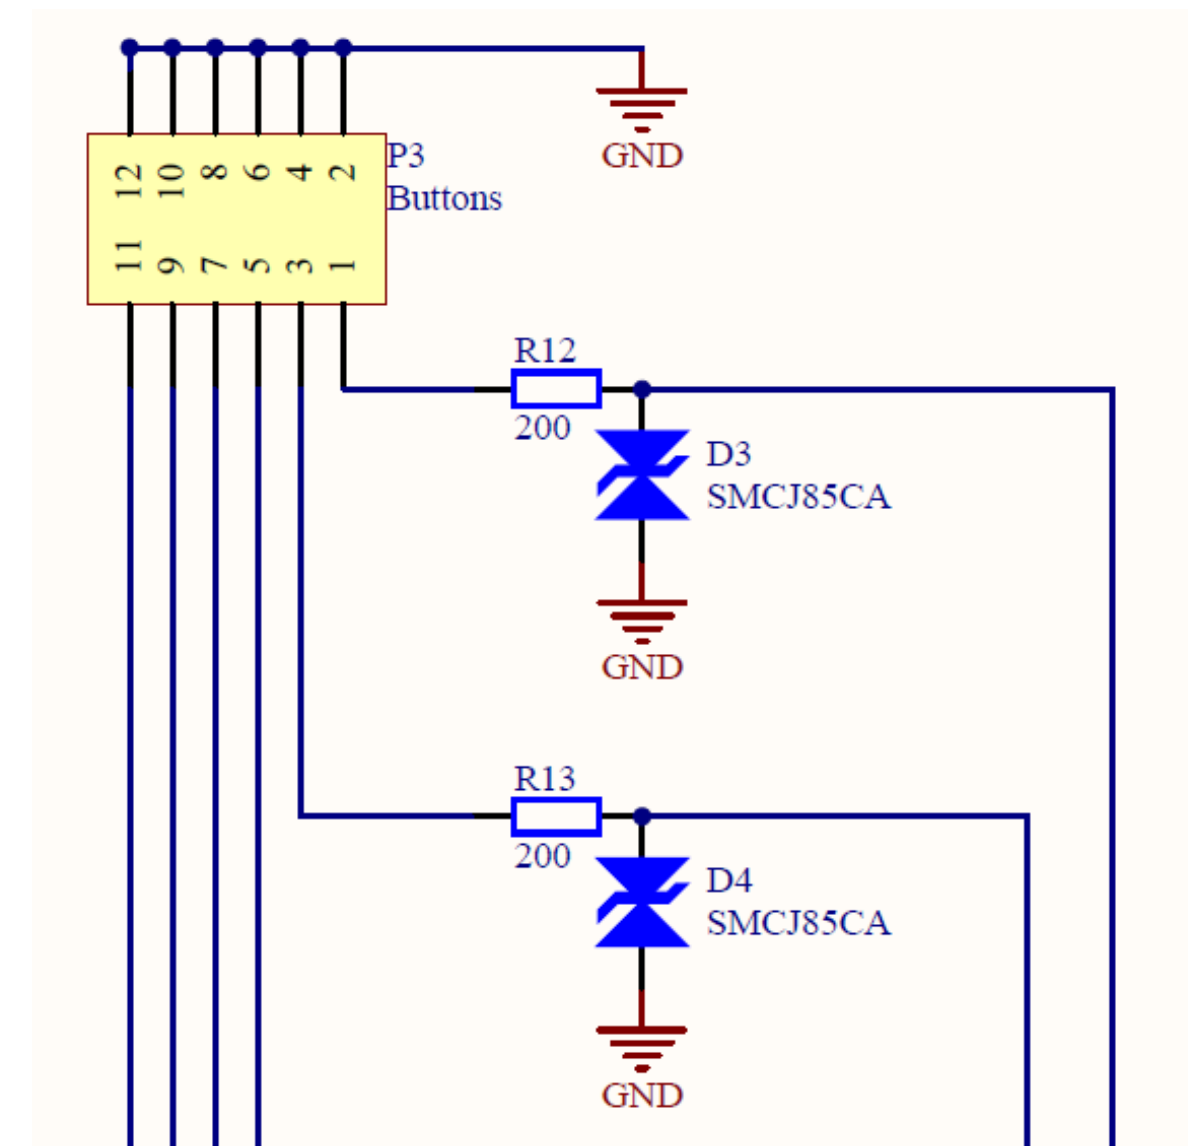 GND
P3
Buttons
12 10 8 6 4 2
11 9 7 5 3 1
R12
200
D3
SMCJ85CA
GND
R13
200
D4
SMCJ85CA
GND